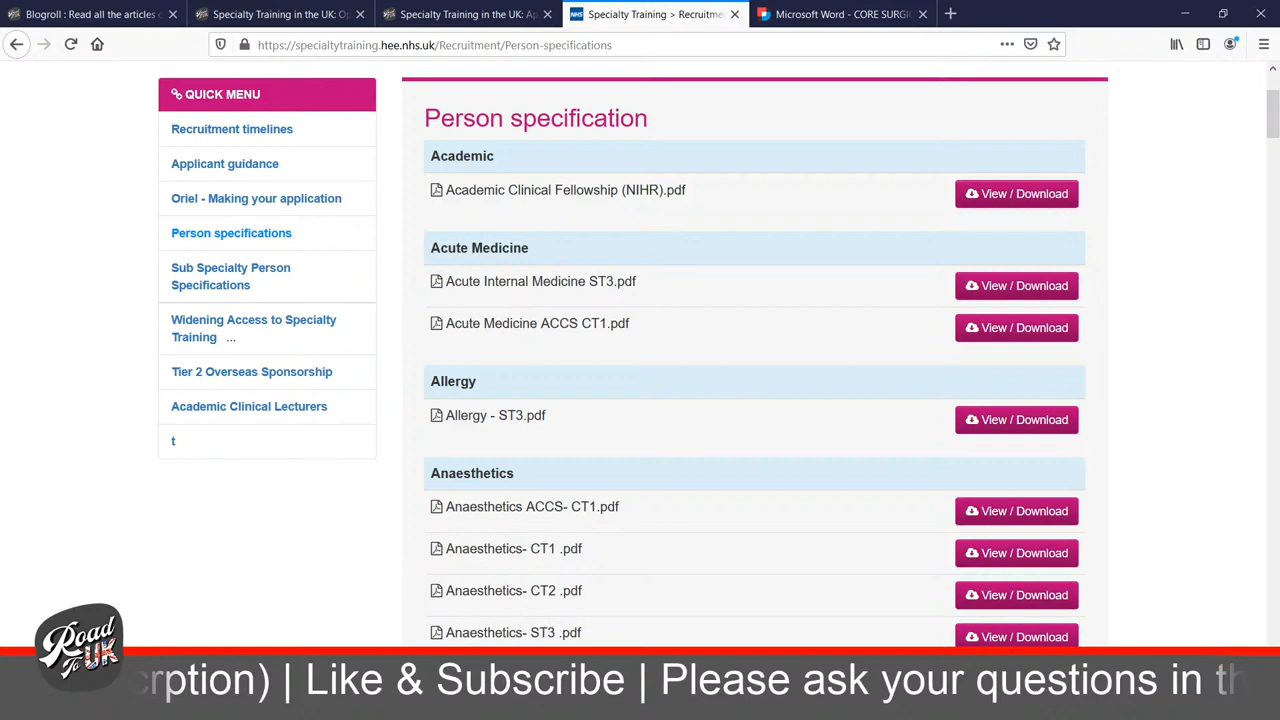 Blogroll : Read all the articles c
Specialty Training in the UK: Op
Specialty Training in the UK: Ap
NHS
Specialty Training > Recruitme
Microsoft Word - CORE SURGIC
https://specialtytraining.hee.nhs.uk/Recruitment/Person-specifications
QUICK MENU
Recruitment timelines
Applicant guidance
Oriel - Making your application
Person specifications
Sub Specialty Person
Specifications
Widening Access to Specialty
Training ...
Tier 2 Overseas Sponsorship
Academic Clinical Lecturers
t
Person specification
Academic
Academic Clinical Fellowship (NIHR).pdf
View / Download
Acute Medicine
Acute Internal Medicine ST3.pdf
View / Download
Acute Medicine ACCS CT1.pdf
View / Download
Allergy
Allergy - ST3.pdf
View / Download
Anaesthetics
Anaesthetics ACCS- CT1.pdf
View / Download
Anaesthetics- CT1 .pdf
View / Download
Anaesthetics- CT2 .pdf
View / Download
Anaesthetics- ST3 .pdf
View / Download
Road
To UK
cription) | Like & Subscribe | Please ask your questions in th